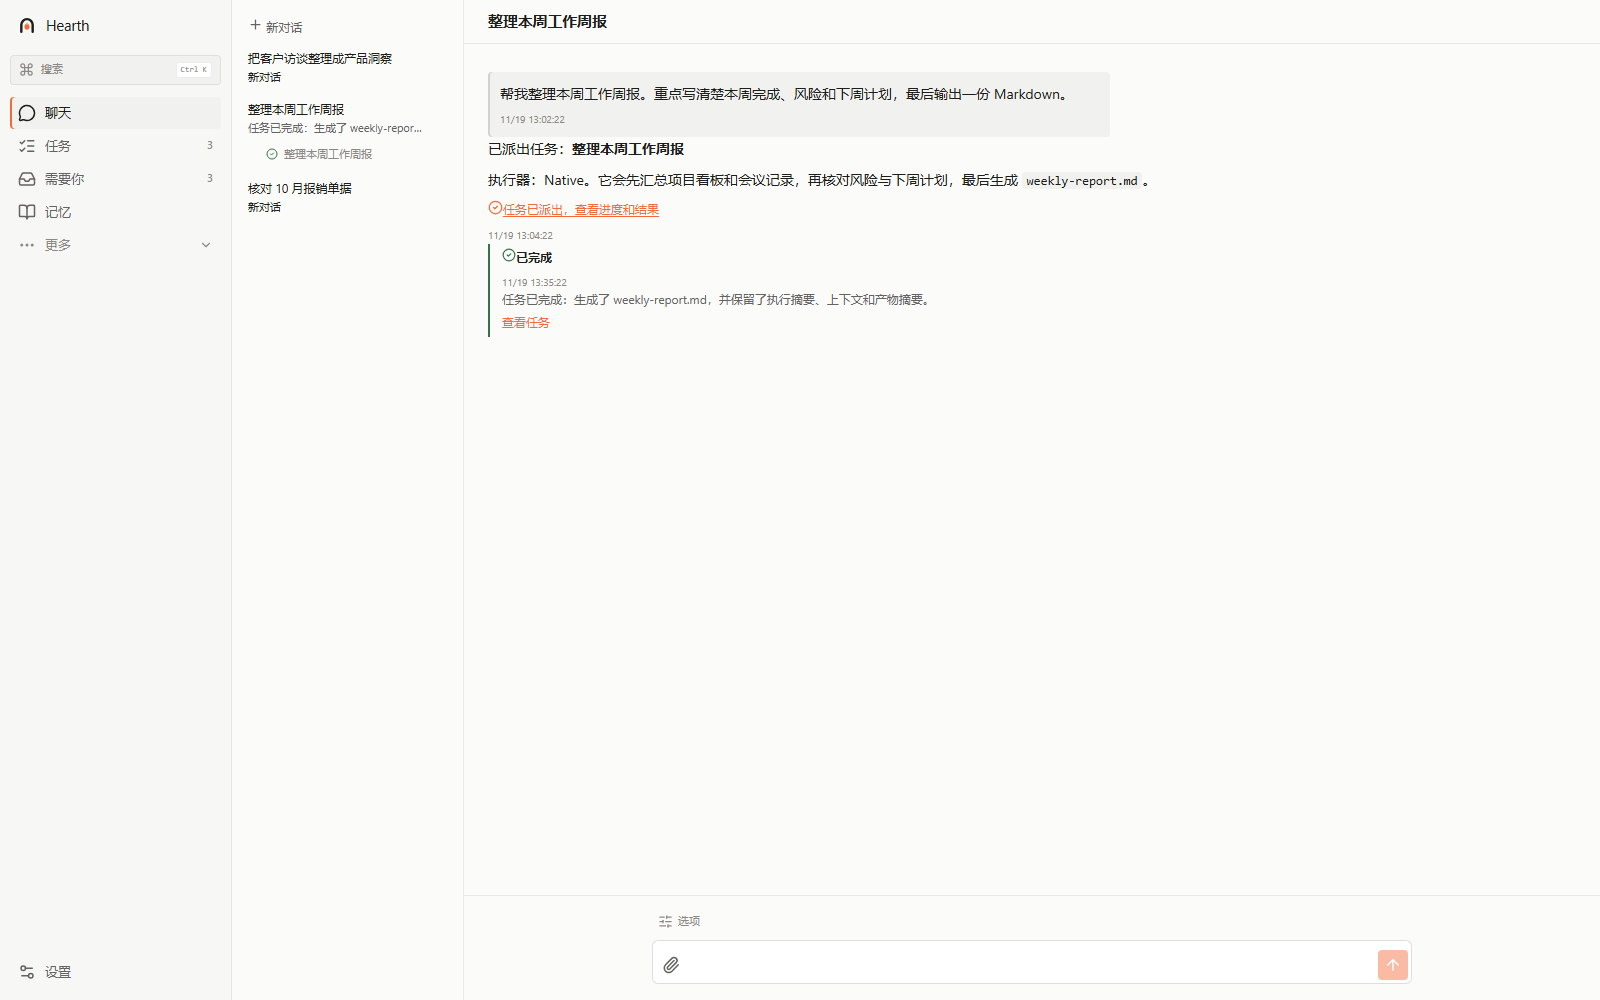 Hearth
搜索 Ctrl K
聊天
任务 3
需要你 3
记忆
更多
设置
新对话
把客户访谈整理成产品洞察
新对话
整理本周工作周报
任务已完成：生成了 weekly-repor...
整理本周工作周报
核对 10 月报销单据
新对话
整理本周工作周报
帮我整理本周工作周报。重点写清楚本周完成、风险和下周计划，最后输出一份 Markdown。
11/19 13:02:22
已派出任务：整理本周工作周报
执行器：Native。它会先汇总项目看板和会议记录，再核对风险与下周计划，最后生成 weekly-report.md 。
任务已派出，查看进度和结果
11/19 13:04:22
已完成
11/19 13:35:22
任务已完成：生成了 weekly-report.md，并保留了执行摘要、上下文和产物摘要。
查看任务
选项